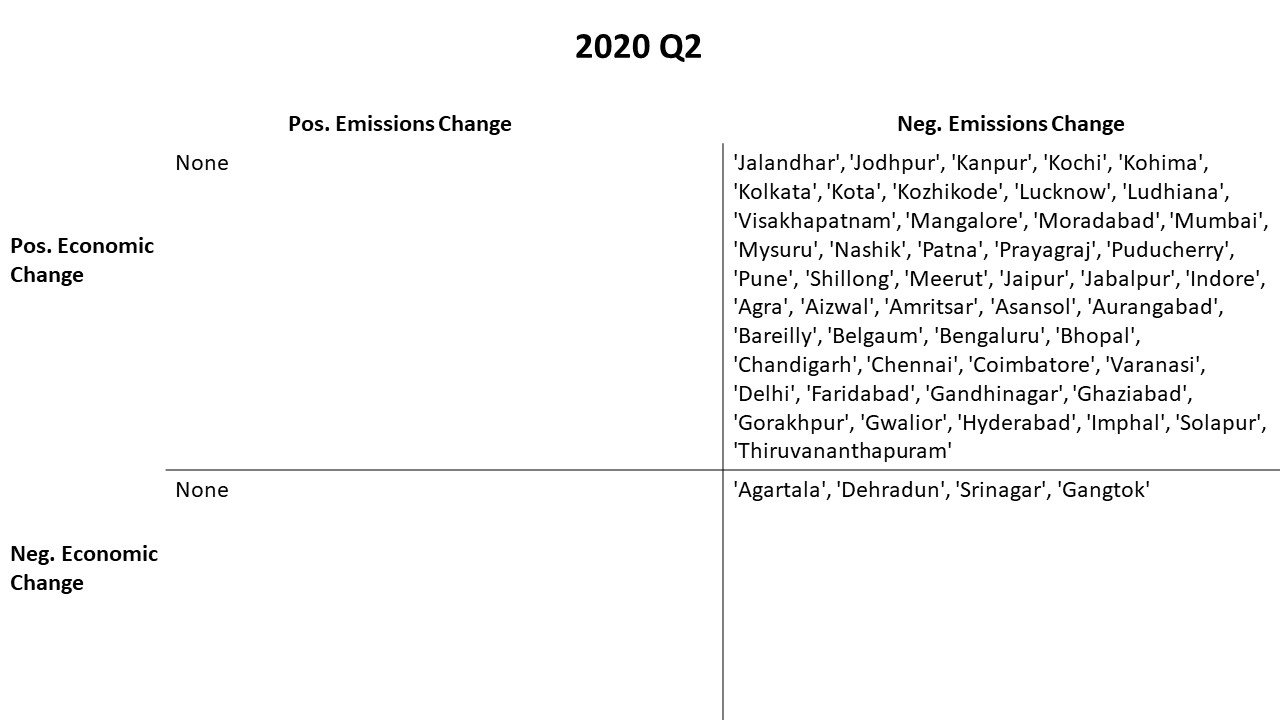 2020 Q2
Pos. Emissions Change
Neg. Emissions Change
Pos. Economic
Change
None
'Jalandhar', 'Jodhpur', 'Kanpur', 'Kochi', 'Kohima',
'Kolkata', 'Kota', 'Kozhikode', 'Lucknow', 'Ludhiana',
'Visakhapatnam', 'Mangalore', 'Moradabad', 'Mumbai',
'Mysuru', 'Nashik', 'Patna', 'Prayagraj', 'Puducherry',
'Pune', 'Shillong', 'Meerut', 'Jaipur', 'Jabalpur', 'Indore',
'Agra', 'Aizwal', 'Amritsar', 'Asansol', 'Aurangabad',
'Bareilly', 'Belgaum', 'Bengaluru', 'Bhopal',
'Chandigarh', 'Chennai', 'Coimbatore', 'Varanasi',
'Delhi', 'Faridabad', 'Gandhinagar', 'Ghaziabad',
'Gorakhpur', 'Gwalior', 'Hyderabad', 'Imphal', 'Solapur',
'Thiruvananthapuram'
Neg. Economic
Change
None
'Agartala', 'Dehradun', 'Srinagar', 'Gangtok'